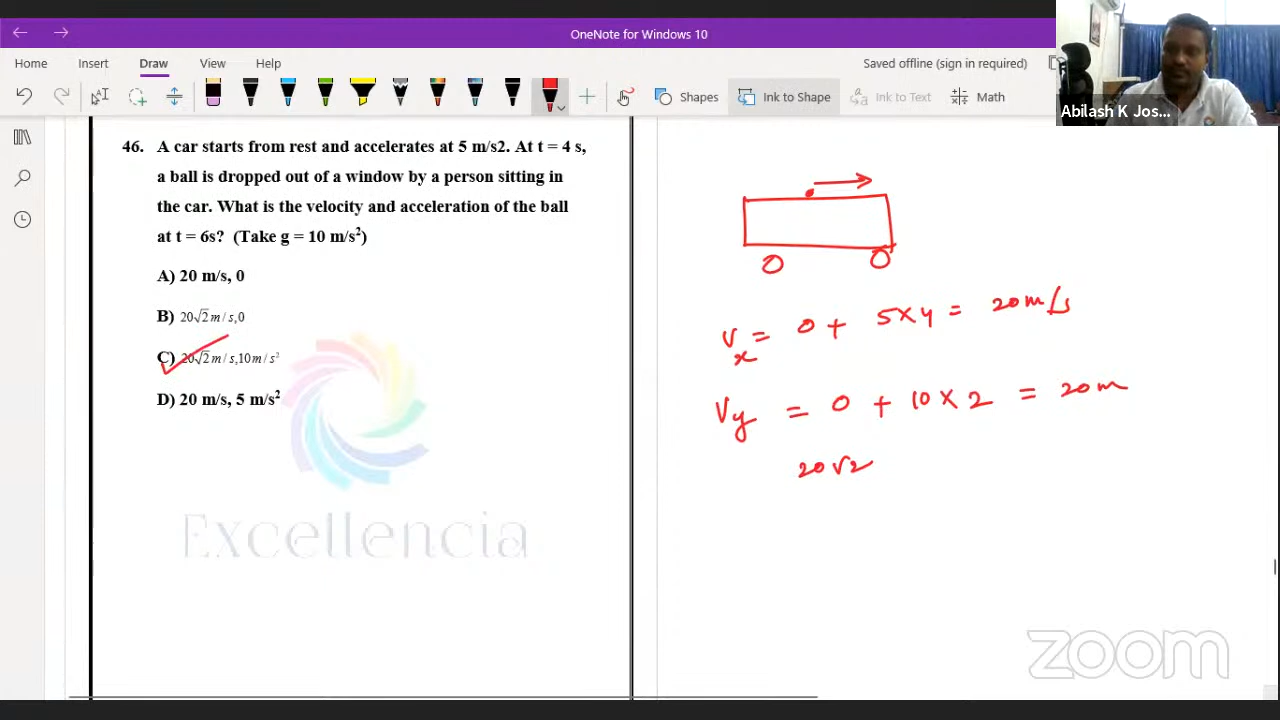 OneNote for Windows 10
Home Insert Draw View Help
Saved offline (sign in required)
Shapes
Ink to Shape
Ink to Text
Math
Abilash K Jos...
46. A car starts from rest and accelerates at 5 m/s2. At t = 4 s,
a ball is dropped out of a window by a person sitting in
the car. What is the velocity and acceleration of the ball
at t = 6s? (Take g = 10 m/s²)
A) 20 m/s, 0
B) 20√2 m / s,0
C) 20√2 m / s,10m / s²
D) 20 m/s, 5 m/s²
Excellencia
Vx = 0 + 5×4 = 20m/s
Vy = 0 + 10×2 = 20m
20√2
zoom